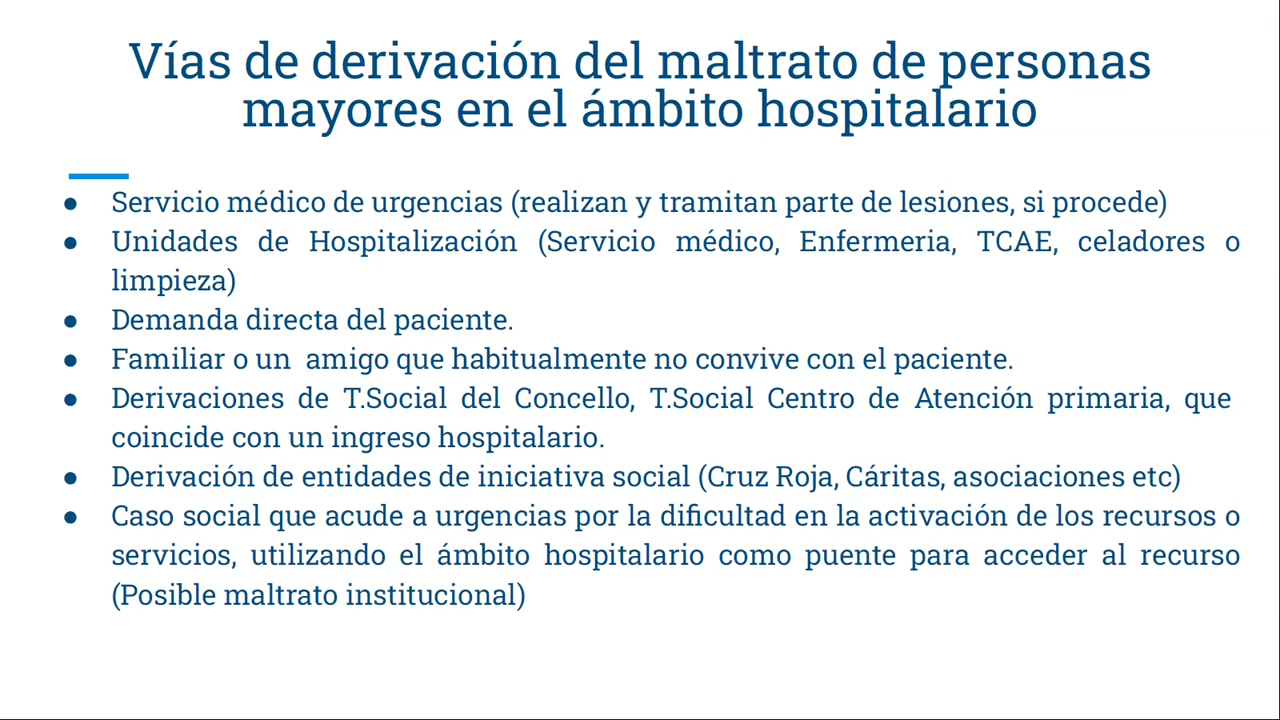 Vías de derivación del maltrato de personas
mayores en el ámbito hospitalario
● Servicio médico de urgencias (realizan y tramitan parte de lesiones, si procede)
● Unidades de Hospitalización (Servicio médico, Enfermeria, TCAE, celadores o
limpieza)
● Demanda directa del paciente.
● Familiar o un  amigo que habitualmente no convive con el paciente.
● Derivaciones de T.Social del Concello, T.Social Centro de Atención primaria, que
coincide con un ingreso hospitalario.
● Derivación de entidades de iniciativa social (Cruz Roja, Cáritas, asociaciones etc)
● Caso social que acude a urgencias por la dificultad en la activación de los recursos o
servicios, utilizando el ámbito hospitalario como puente para acceder al recurso
(Posible maltrato institucional)